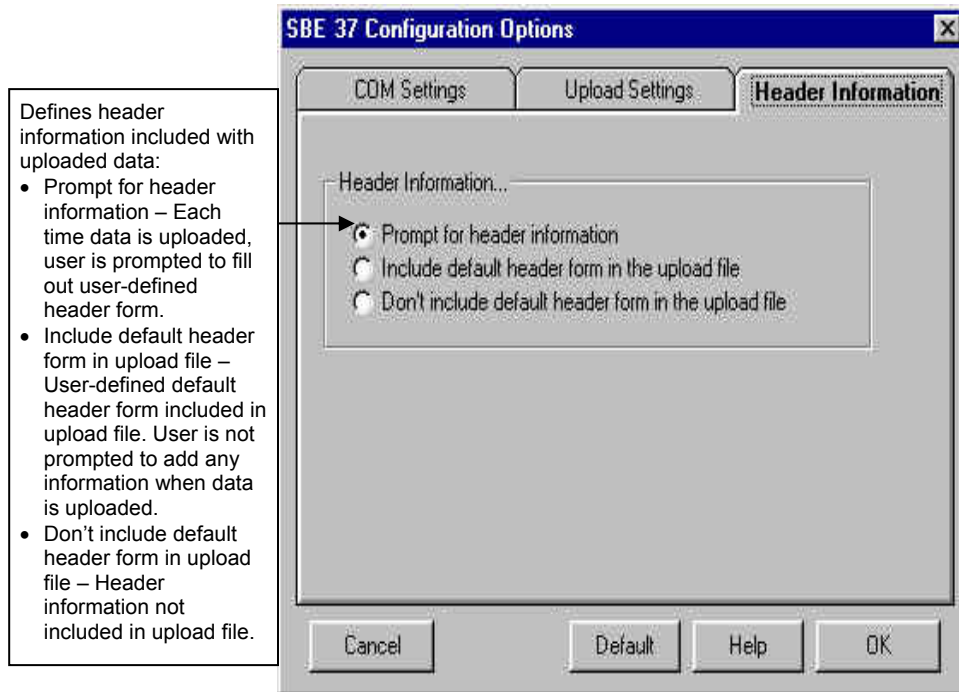 Defines header
information included with
uploaded data:
• Prompt for header
information – Each
time data is uploaded,
user is prompted to fill
out user-defined
header form.
• Include default header
form in upload file –
User-defined default
header form included in
upload file. User is not
prompted to add any
information when data
is uploaded.
• Don’t include default
header form in upload
file – Header
information not
included in upload file.
SBE 37 Configuration Options
COM Settings
Upload Settings
Header Information
Header Information...
Prompt for header information
Include default header form in the upload file
Don't include default header form in the upload file
Cancel
Default
Help
OK